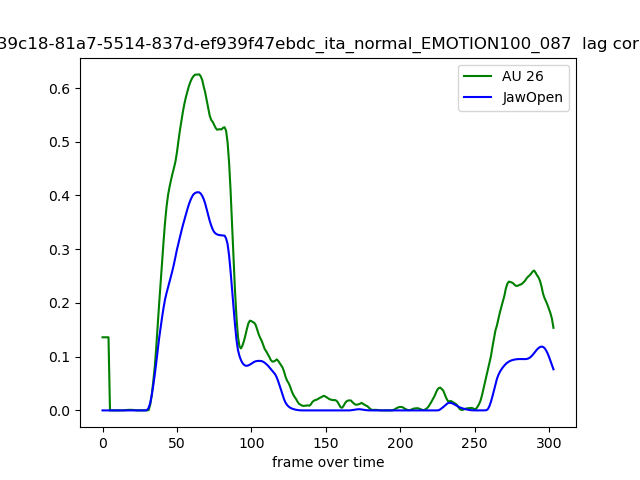 39c18-81a7-5514-837d-ef939f47ebdc_ita_normal_EMOTION100_087 lag cor
AU 26
JawOpen
0.6
0.5
0.4
0.3
0.2
0.1
0.0
0 50 100 150 200 250 300
frame over time